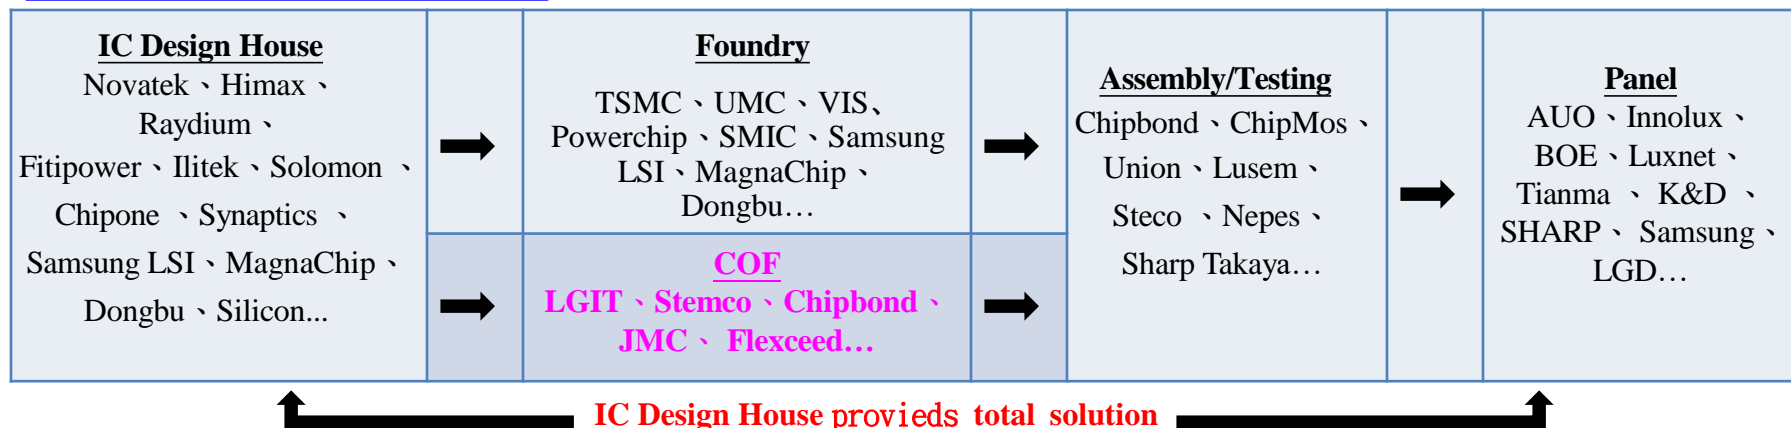 IC Design House
Novatek、Himax、
Raydium、
Fitipower、Ilitek、Solomon 、
Chipone 、Synaptics 、
Samsung LSI、MagnaChip、
Dongbu、Silicon...
Foundry
TSMC、UMC、VIS、
Powerchip、SMIC、Samsung
LSI、MagnaChip、
Dongbu…
COF
LGIT、Stemco、Chipbond、
JMC、 Flexceed…
Assembly/Testing
Chipbond、ChipMos、
Union、Lusem、
Steco 、Nepes、
Sharp Takaya…
Panel
AUO、Innolux、
BOE、Luxnet、
Tianma 、 K&D 、
SHARP、 Samsung、
LGD…
IC Design House provieds total solution